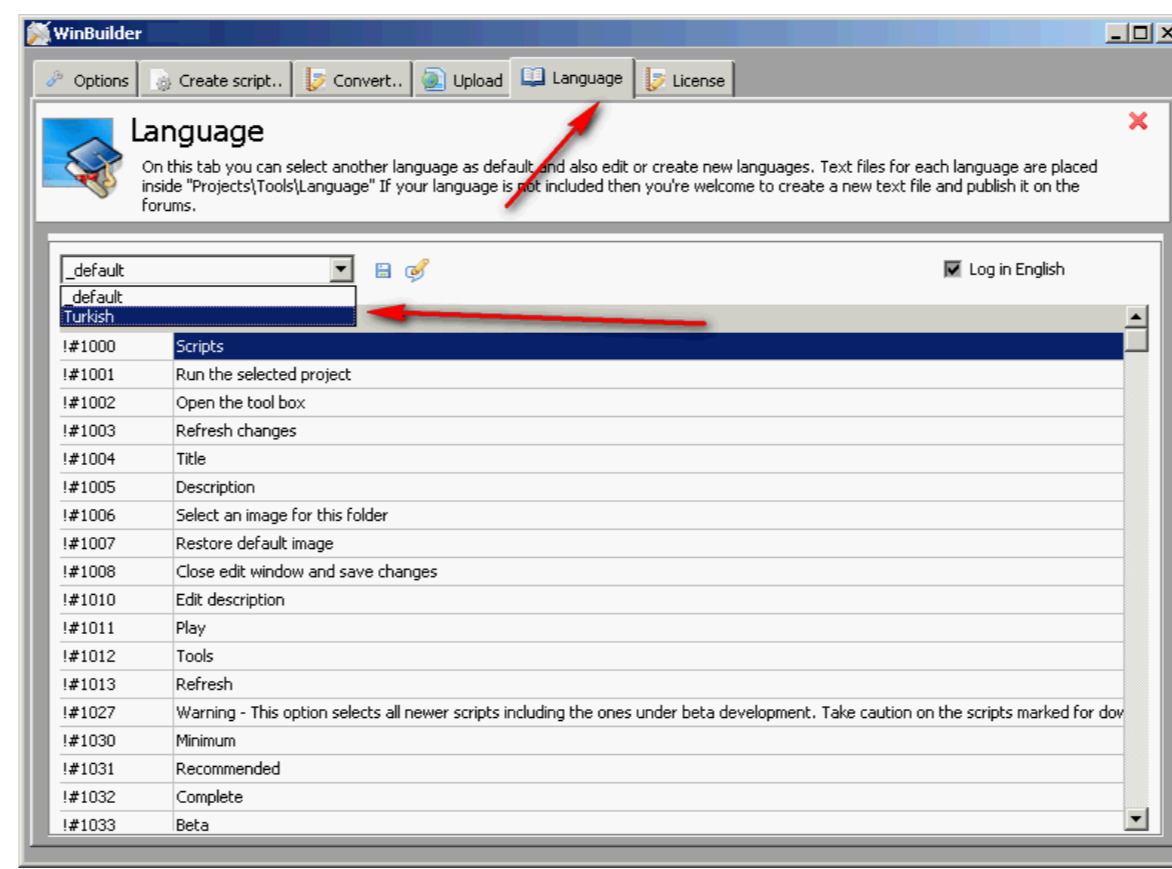 WinBuilder
Options Create script.. Convert.. Upload Language License
Language
On this tab you can select another language as default and also edit or create new languages. Text files for each language are placed
inside "Projects\Tools\Language" If your language is not included then you're welcome to create a new text file and publish it on the
forums.
_default Log in English
_default
Turkish
!#1000 Scripts
!#1001 Run the selected project
!#1002 Open the tool box
!#1003 Refresh changes
!#1004 Title
!#1005 Description
!#1006 Select an image for this folder
!#1007 Restore default image
!#1008 Close edit window and save changes
!#1010 Edit description
!#1011 Play
!#1012 Tools
!#1013 Refresh
!#1027 Warning - This option selects all newer scripts including the ones under beta development. Take caution on the scripts marked for dow
!#1030 Minimum
!#1031 Recommended
!#1032 Complete
!#1033 Beta